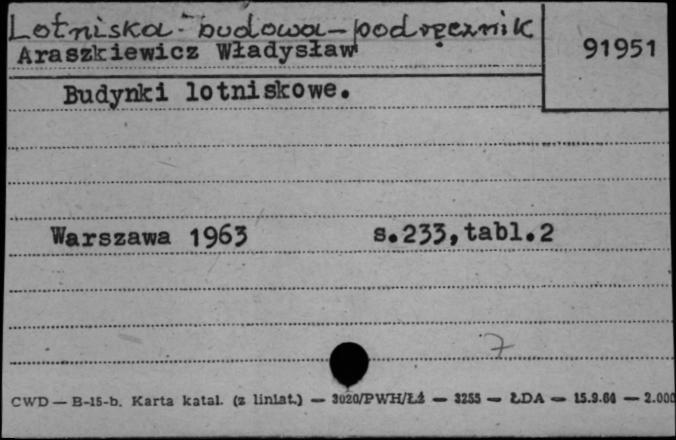 Lotniska - budowa - podręcznik
Araszkiewicz Władysław
91951
Budynki lotniskowe.
Warszawa 1963 s.233,tabl.2
7
CWD — B-15-b. Karta katal. (z liniat.) — 3020/PWH/ŁŻ — 3255 — ŁDA — 15.9.64 — 2.000